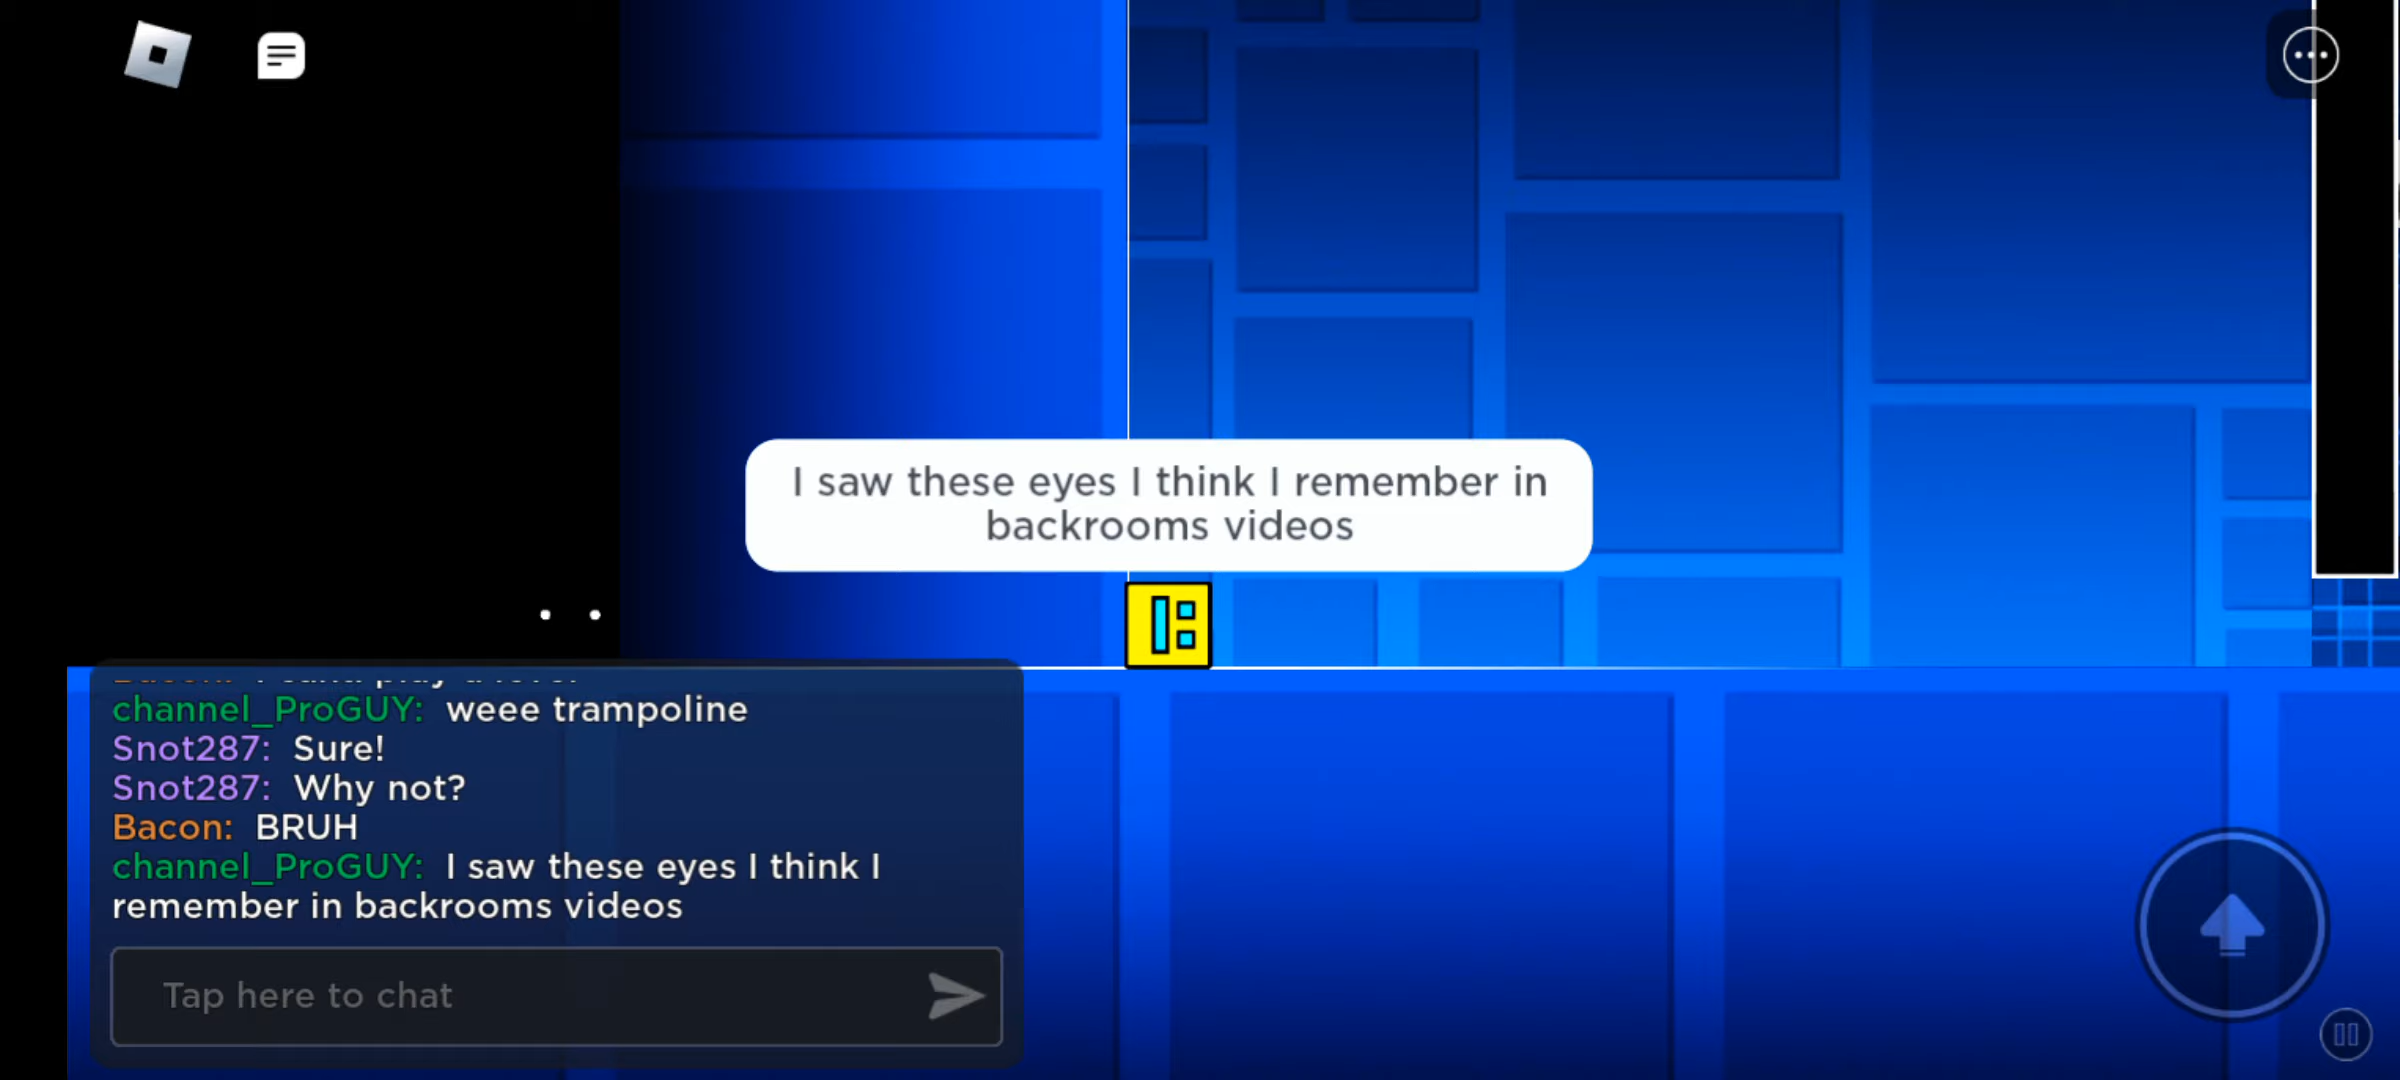 I saw these eyes I think I remember in
backrooms videos
channel_ProGUY: weee trampoline
Snot287: Sure!
Snot287: Why not?
Bacon: BRUH
channel_ProGUY: I saw these eyes I think I
remember in backrooms videos
Tap here to chat